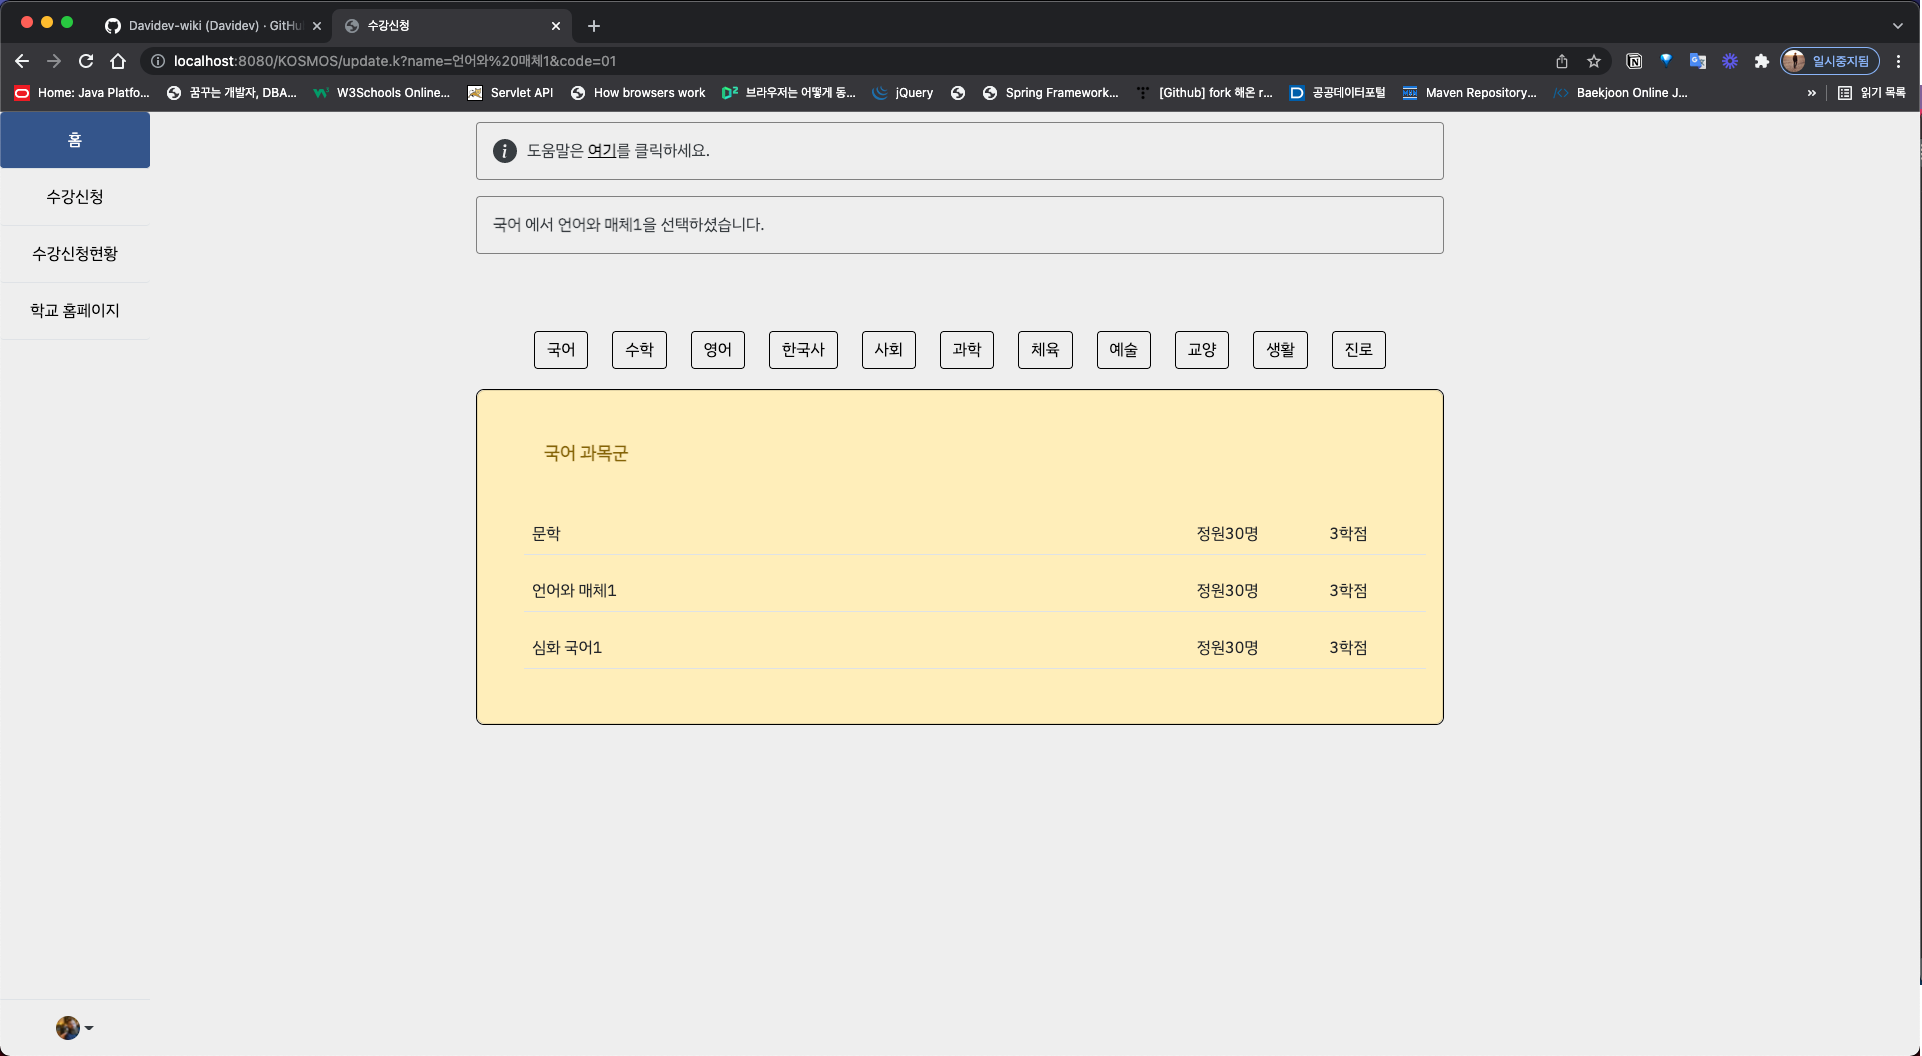 Davidev-wiki (Davidev) · GitHu
수강신청
localhost:8080/KOSMOS/update.k?name=언어와%20매체1&code=01
일시중지됨
Home: Java Platfo...
꿈꾸는 개발자, DBA...
W3Schools Online...
Servlet API
How browsers work
브라우저는 어떻게 동...
jQuery
Spring Framework...
[Github] fork 해온 r...
공공데이터포털
Maven Repository...
Baekjoon Online J...
»
읽기 목록
홈
수강신청
수강신청현황
학교 홈페이지
도움말은 여기를 클릭하세요.
국어 에서 언어와 매체1을 선택하셨습니다.
국어 수학 영어 한국사 사회 과학 체육 예술 교양 생활 진로
국어 과목군
문학 정원30명 3학점
언어와 매체1 정원30명 3학점
심화 국어1 정원30명 3학점